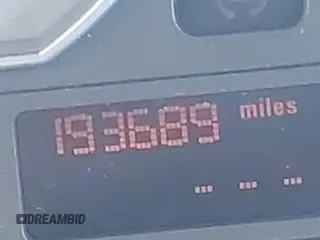 193689 miles
--- --- ---
DREAMBID